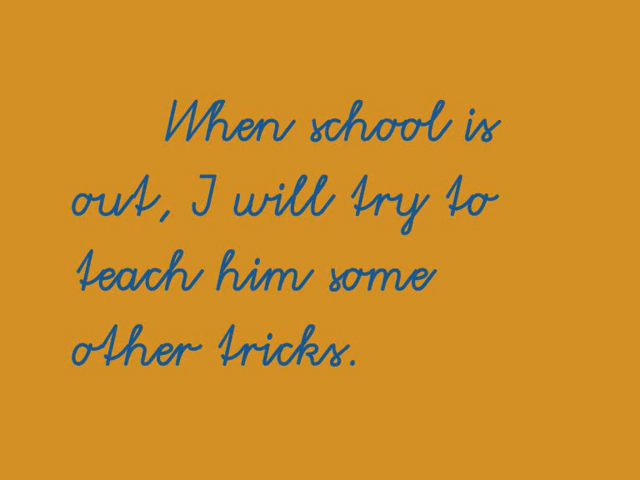 When school is
out, I will try to
teach him some
other tricks.